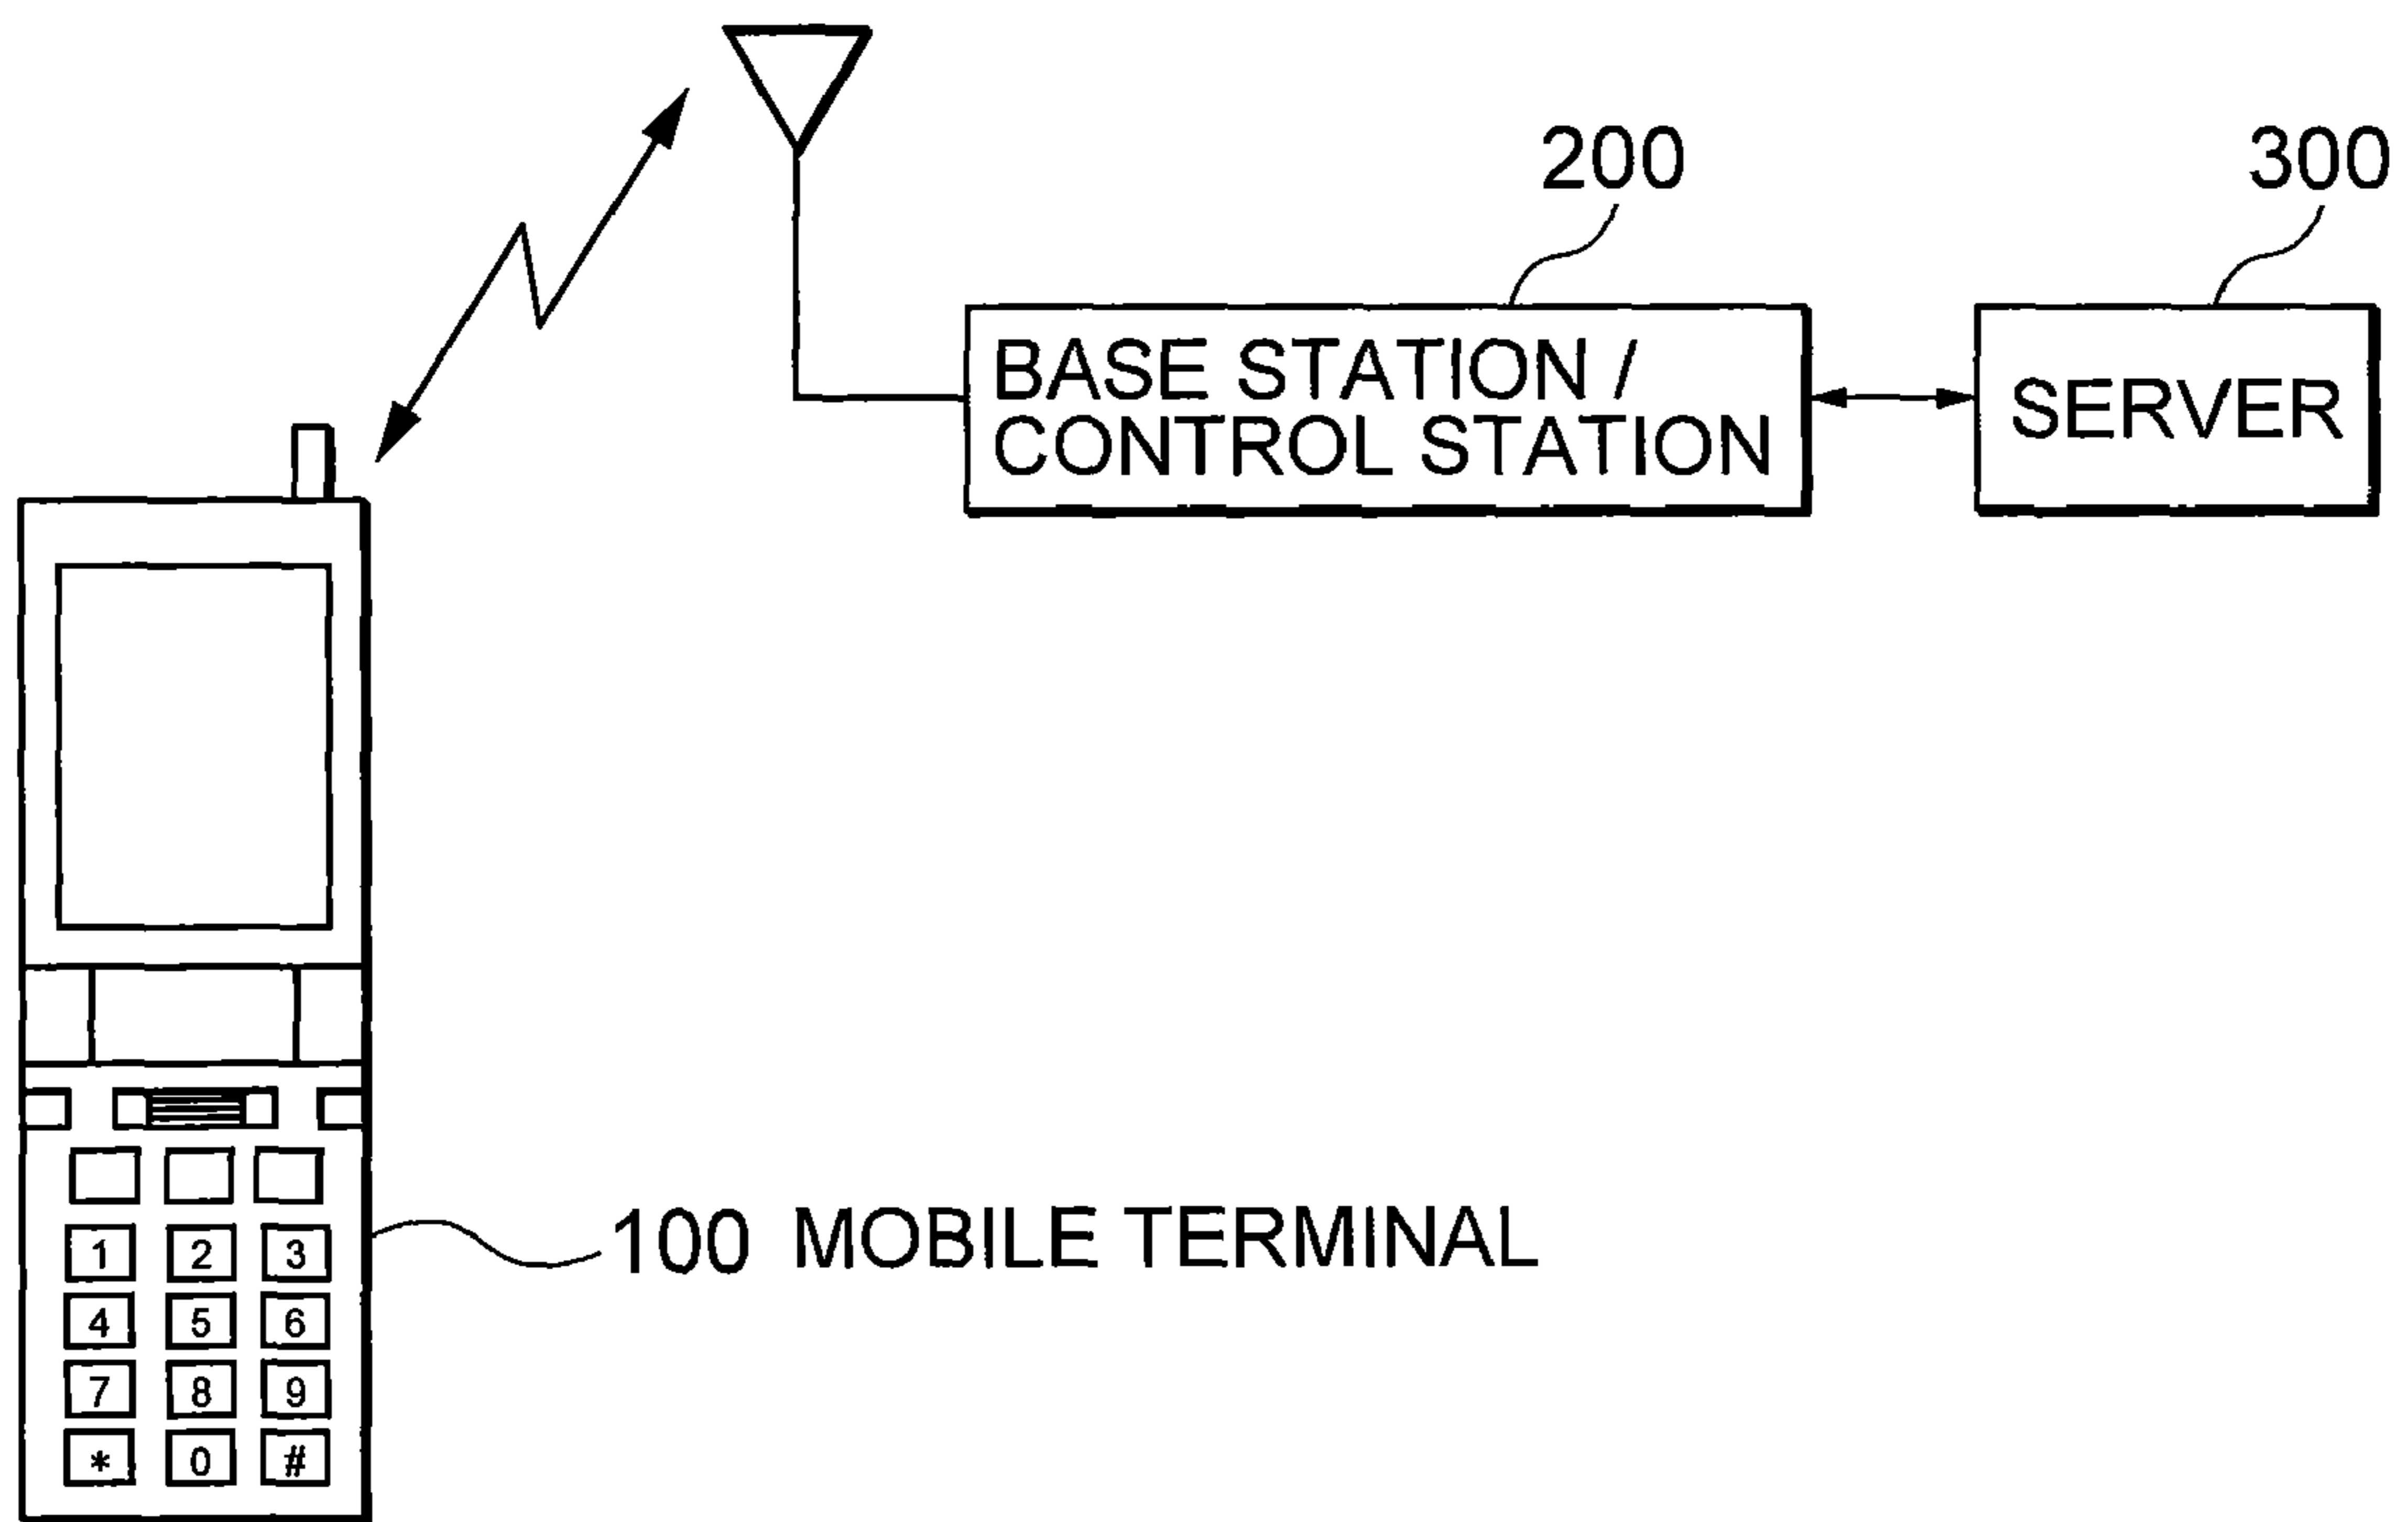 200
300
BASE STATION /
CONTROL STATION
SERVER
100 MOBILE TERMINAL
1 2 3
4 5 6
7 8 9
* 0 #